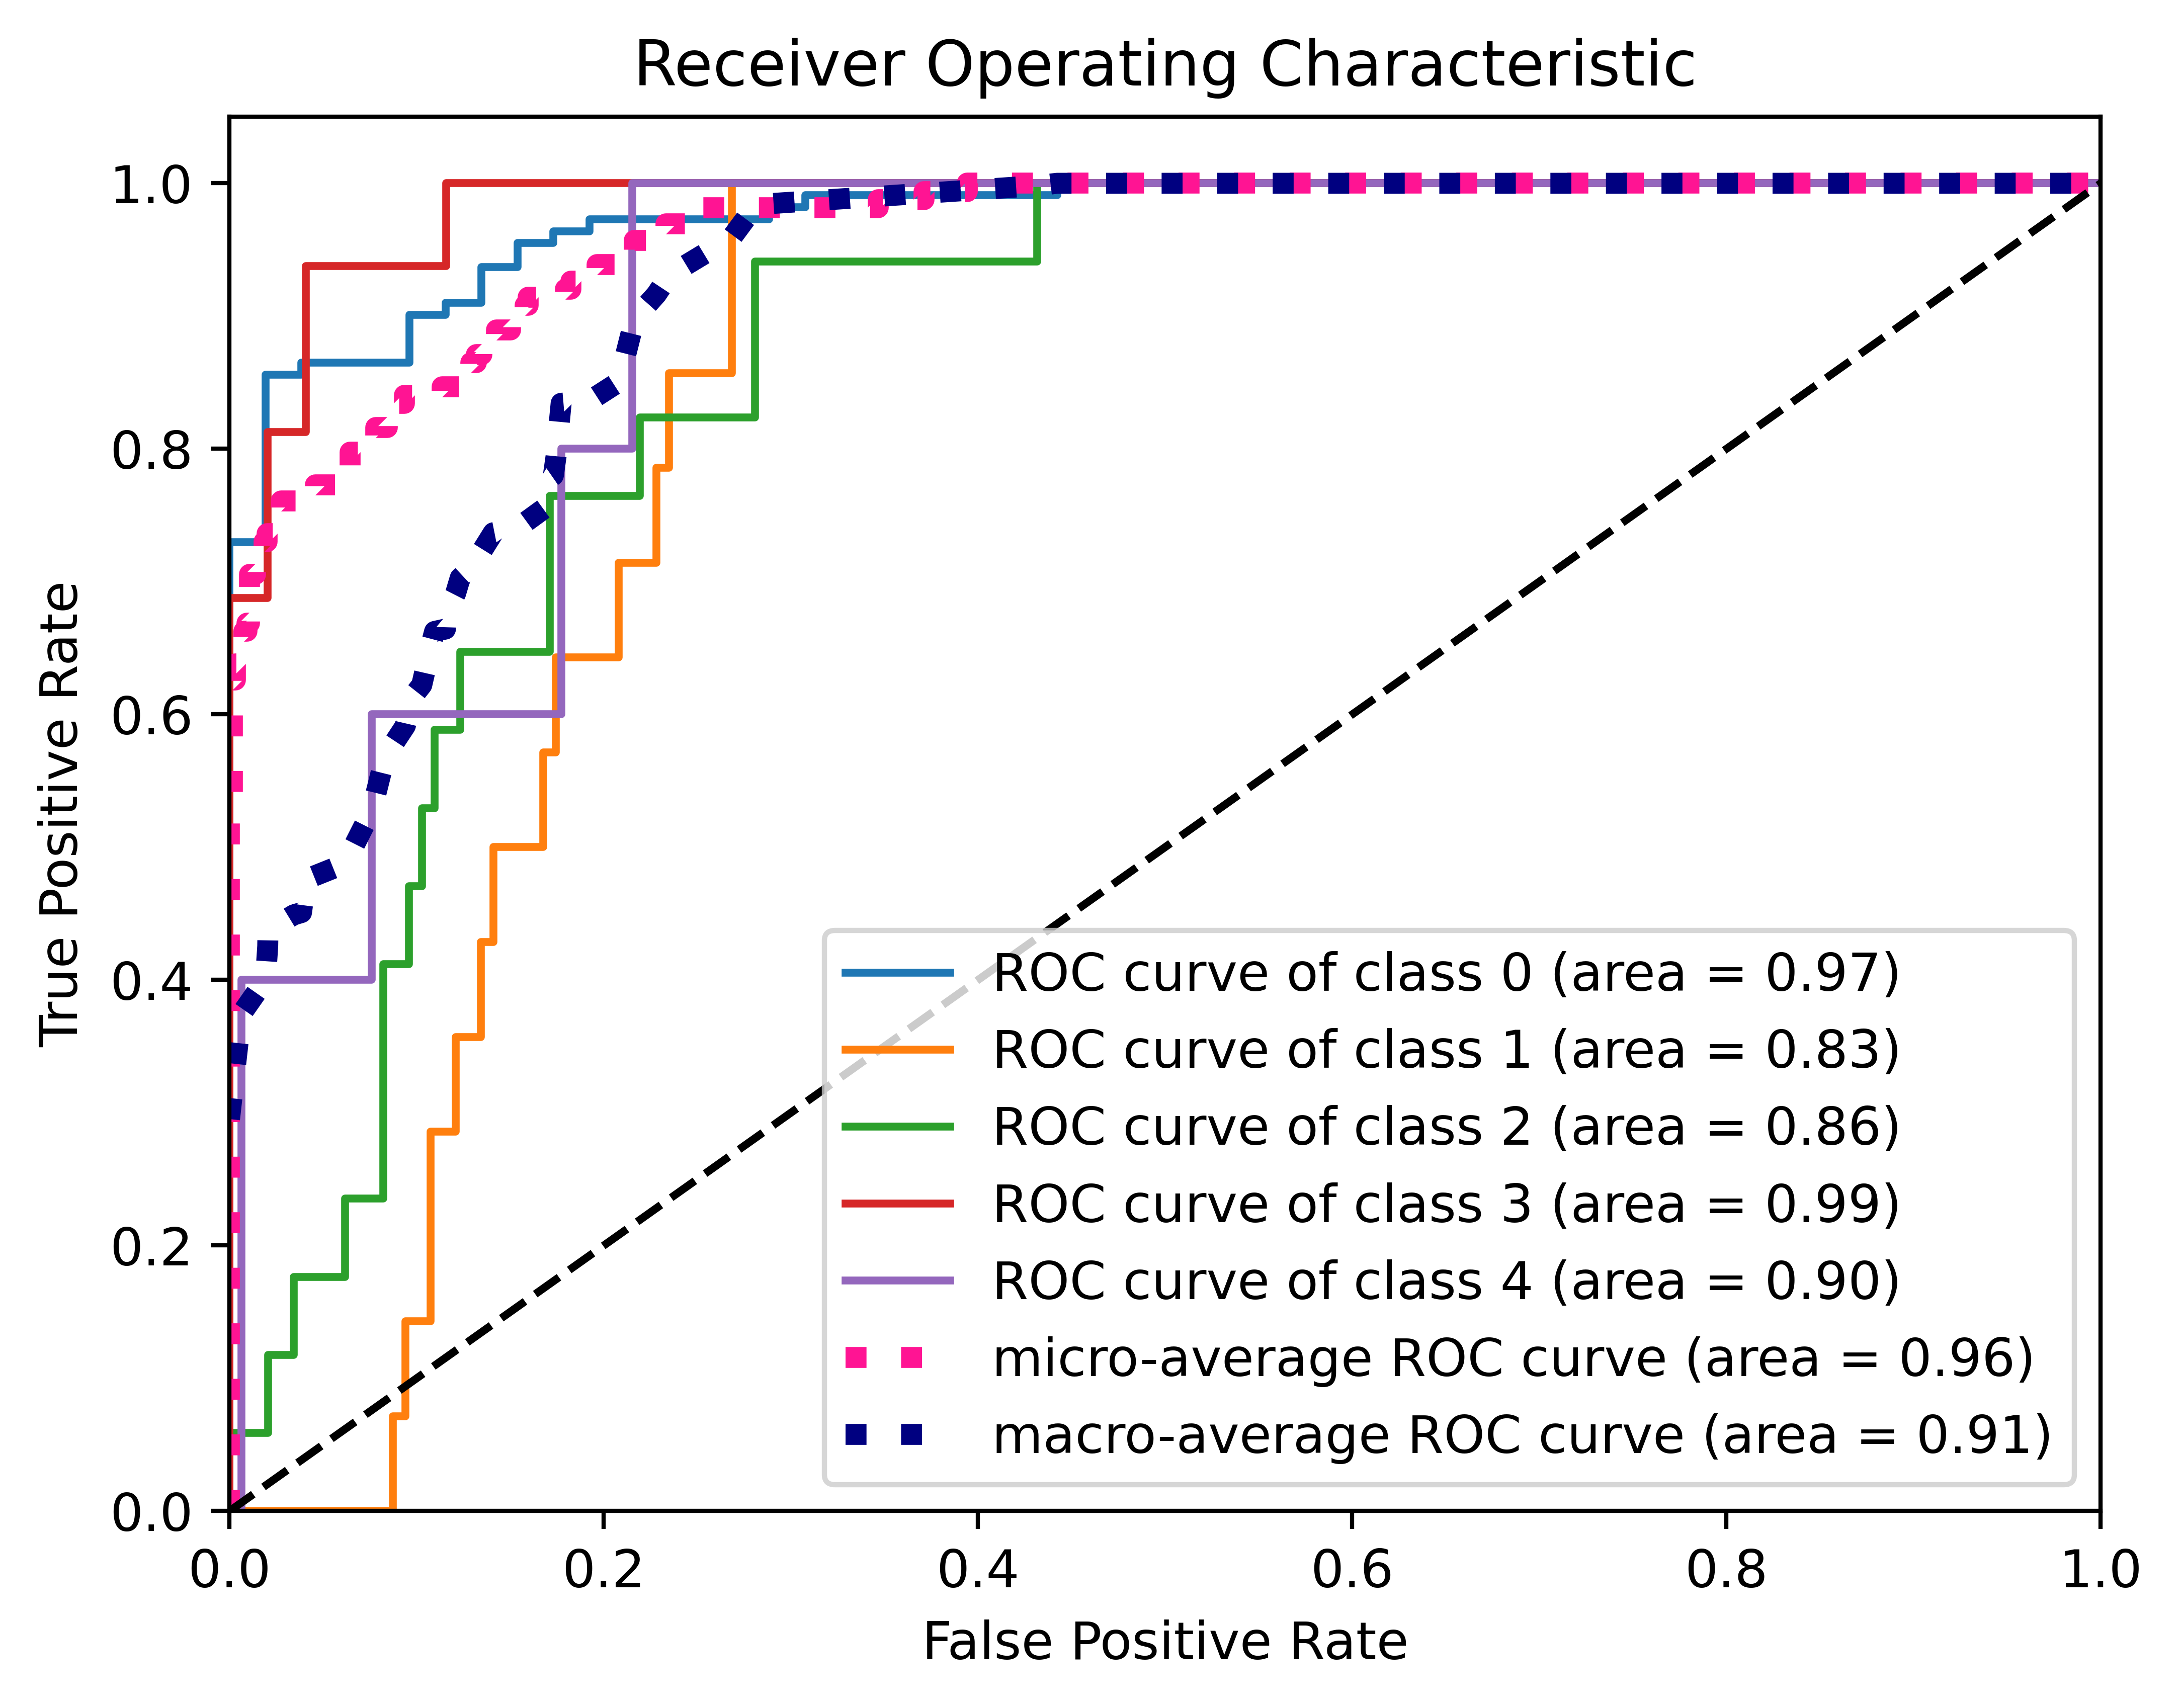 Receiver Operating Characteristic
True Positive Rate
1.0
0.8
0.6
0.4
0.2
0.0
ROC curve of class 0 (area = 0.97)
ROC curve of class 1 (area = 0.83)
ROC curve of class 2 (area = 0.86)
ROC curve of class 3 (area = 0.99)
ROC curve of class 4 (area = 0.90)
micro-average ROC curve (area = 0.96)
macro-average ROC curve (area = 0.91)
0.0 0.2 0.4 0.6 0.8 1.0
False Positive Rate